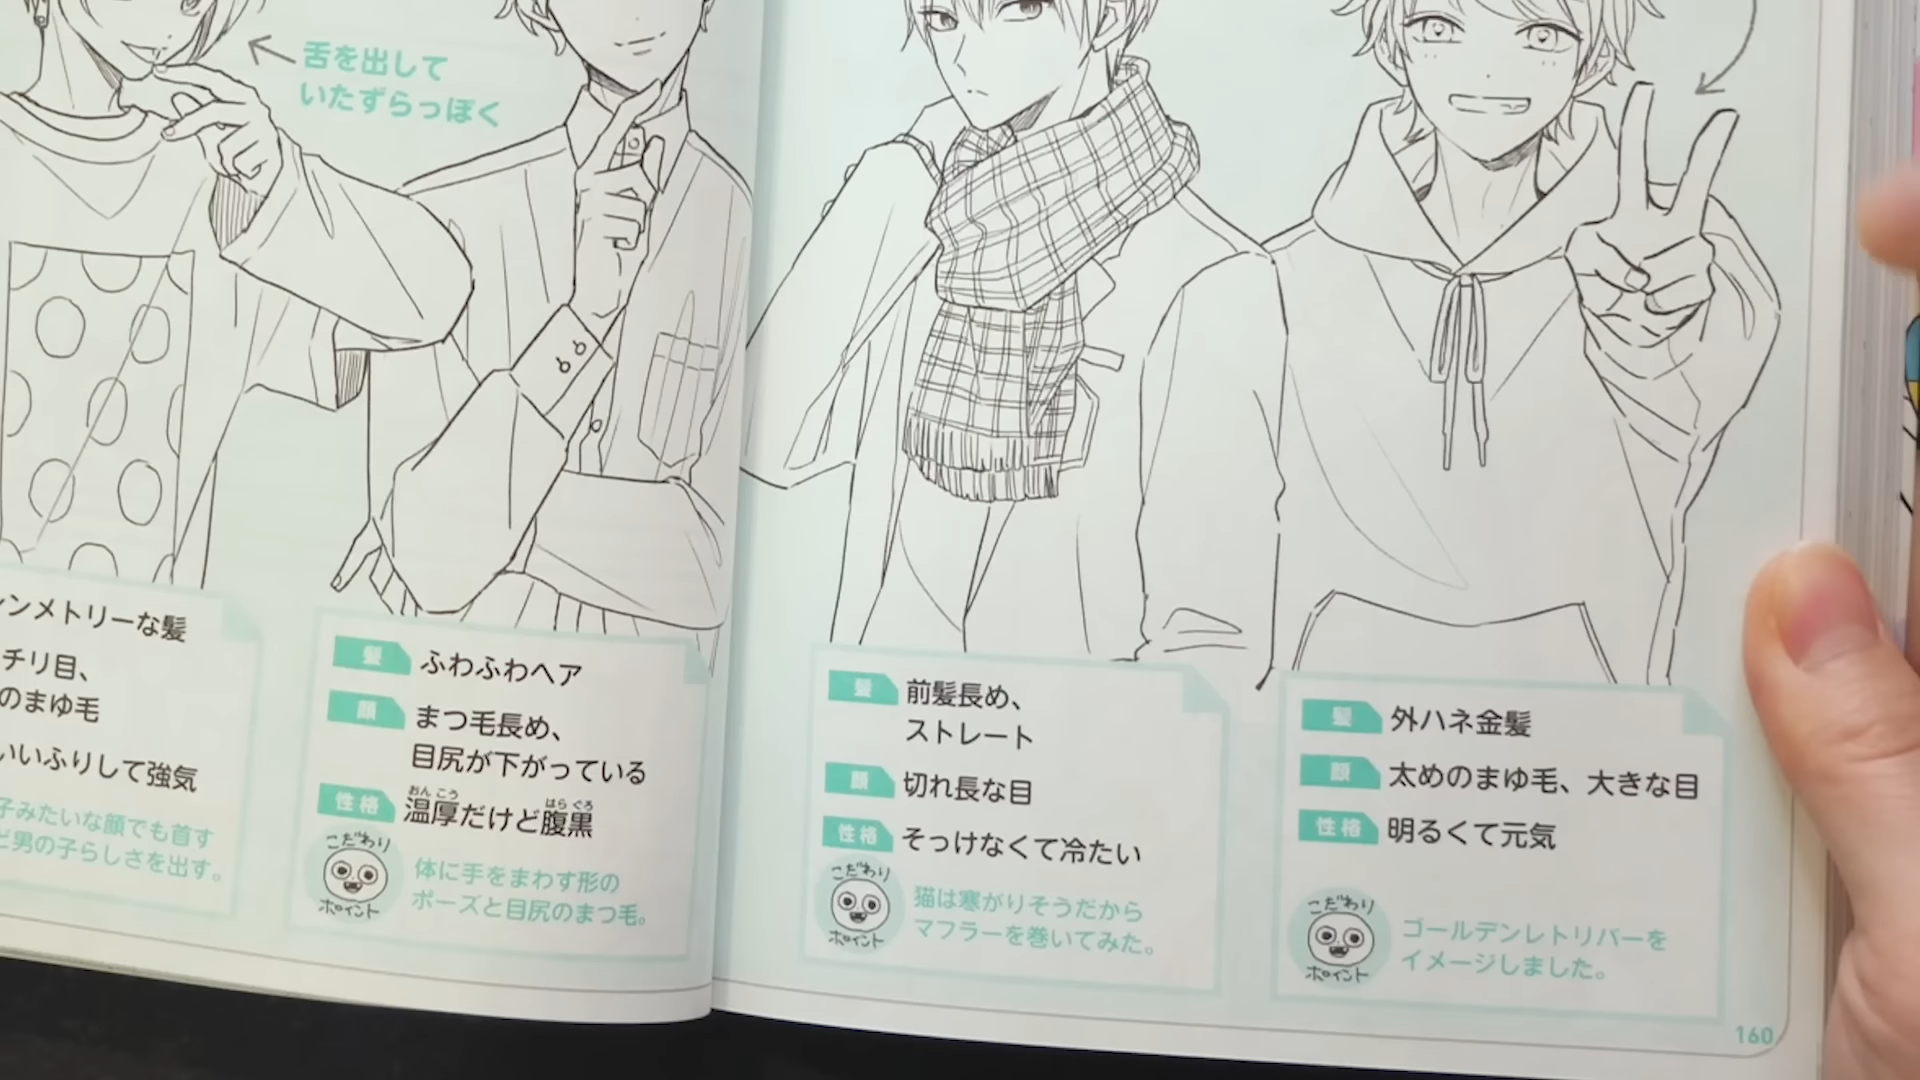 舌を出して
いたずらっぽく
ンメトリーな髪
チリ目、
のまゆ毛
いいふりして強気
子みたいな顔でも首す
ど男の子らしさを出す。
髪 ふわふわヘア
顔 まつ毛長め、
目尻が下がっている
性格 温厚だけど腹黒
おんこう はらぐろ
こだわり
ポイント
体に手をまわす形の
ポーズと目尻のまつ毛。
髪 前髪長め、
ストレート
顔 切れ長な目
性格 そっけなくて冷たい
こだわり
ポイント
猫は寒がりそうだから
マフラーを巻いてみた。
髪 外ハネ金髪
顔 太めのまゆ毛、大きな目
性格 明るくて元気
こだわり
ポイント
ゴールデンレトリバーを
イメージしました。
160